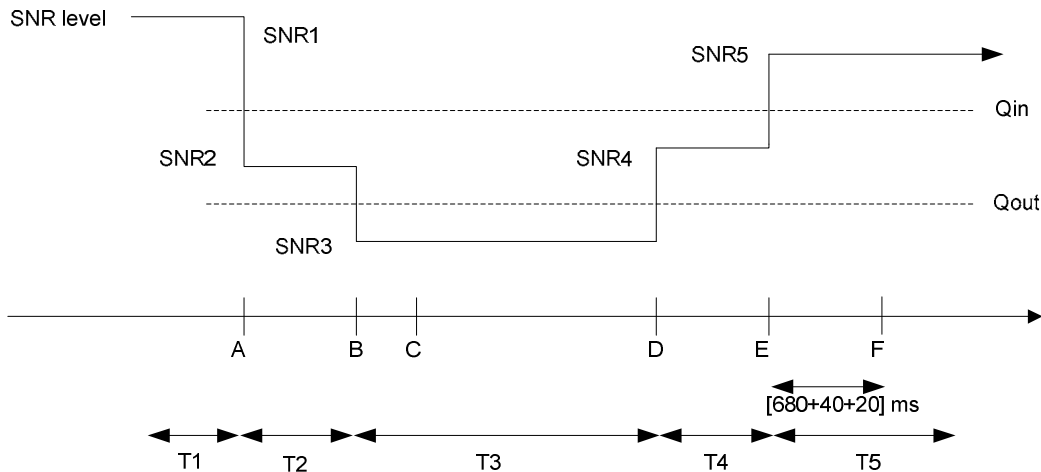 SNR level
SNR1
SNR5
Qin
SNR2
SNR4
Qout
SNR3
A
B
C
D
E
F
[680+40+20] ms
T1
T2
T3
T4
T5